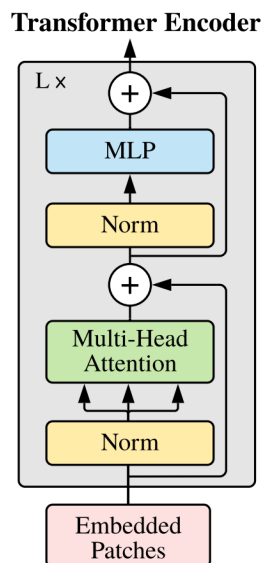 Transformer Encoder
L ×
+
MLP
Norm
+
Multi-Head
Attention
Norm
Embedded
Patches